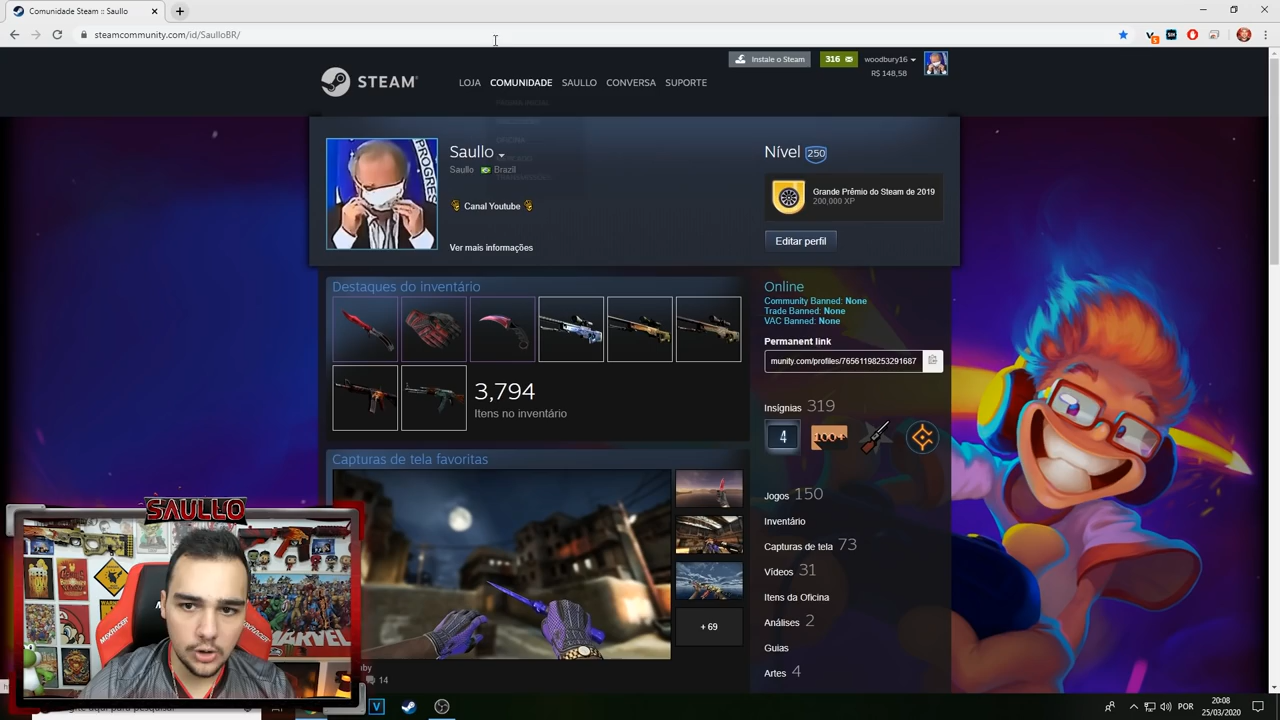 Comunidade Steam :: Saullo
steamcommunity.com/id/SaulloBR/
5
Instale o Steam
316
woodbury16
R$ 148,58
STEAM
LOJA COMUNIDADE SAULLO CONVERSA SUPORTE
OFICINA
PROGRES
Saullo
Saullo Brazil
Canal Youtube
Ver mais informações
Nível 250
Grande Prêmio do Steam de 2019
200,000 XP
Editar perfil
Destaques do inventário
3,794
Itens no inventário
Capturas de tela favoritas
+ 69
14
Online
Community Banned: None
Trade Banned: None
VAC Banned: None
Permanent link
munity.com/profiles/76561198253291687
Insígnias 319
4
100+
Jogos 150
Inventário
Capturas de tela 73
Vídeos 31
Itens da Oficina
Análises 2
Guias
Artes 4
SAULLO
MAXRACER
MARVEL
POR
20:08
25/03/2020